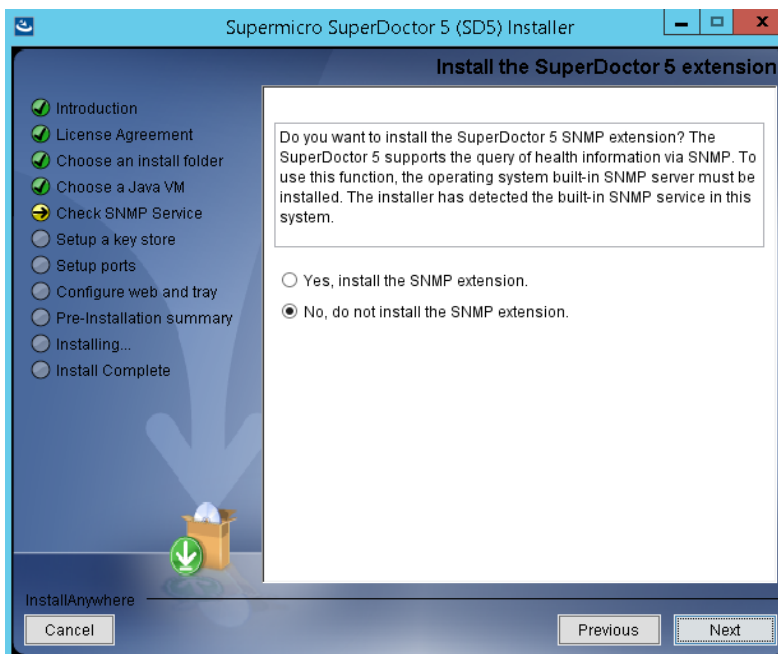 Supermicro SuperDoctor 5 (SD5) Installer
Install the SuperDoctor 5 extension
Introduction
License Agreement
Choose an install folder
Choose a Java VM
Check SNMP Service
Setup a key store
Setup ports
Configure web and tray
Pre-Installation summary
Installing...
Install Complete
Do you want to install the SuperDoctor 5 SNMP extension? The
SuperDoctor 5 supports the query of health information via SNMP. To
use this function, the operating system built-in SNMP server must be
installed. The installer has detected the built-in SNMP service in this
system.
Yes, install the SNMP extension.
No, do not install the SNMP extension.
InstallAnywhere
Cancel
Previous
Next